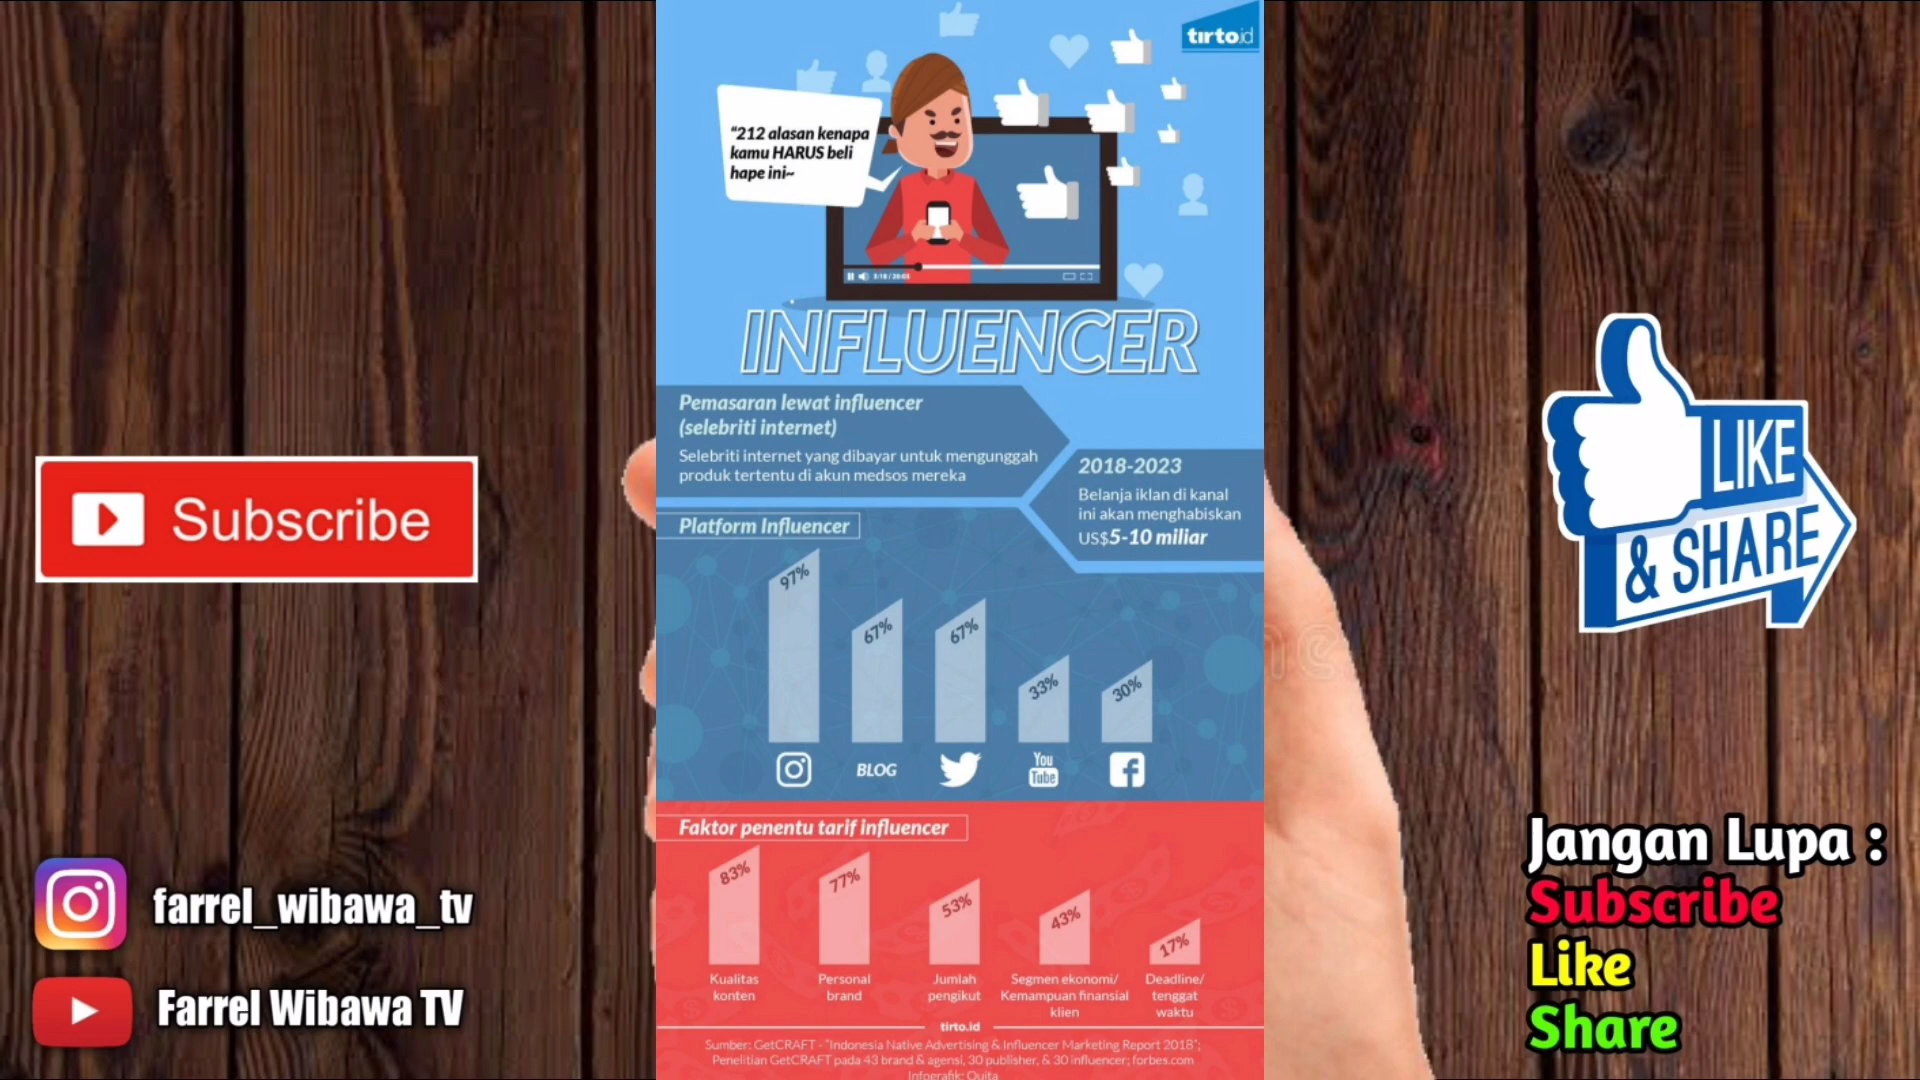 tirto.id
“212 alasan kenapa
kamu HARUS beli
hape ini~
3:18 / 20:05
INFLUENCER
Pemasaran lewat influencer
(selebriti internet)
Selebriti internet yang dibayar untuk mengunggah
produk tertentu di akun medsos mereka
2018-2023
Belanja iklan di kanal
ini akan menghabiskan
US$5-10 miliar
Platform Influencer
97%
67%
67%
33%
30%
BLOG
You
Tube
Faktor penentu tarif influencer
83%
77%
53%
43%
17%
Kualitas
konten
Personal
brand
Jumlah
pengikut
Segmen ekonomi/
Kemampuan finansial
klien
Deadline/
tenggat
waktu
tirto.id
Sumber: GetCRAFT - "Indonesia Native Advertising & Influencer Marketing Report 2018";
Penelitian GetCRAFT pada 43 brand & agensi, 30 publisher, & 30 influencer; forbes.com
Infografik: Quita
Subscribe
farrel_wibawa_tv
Farrel Wibawa TV
LIKE
& SHARE
Jangan Lupa :
Subscribe
Like
Share